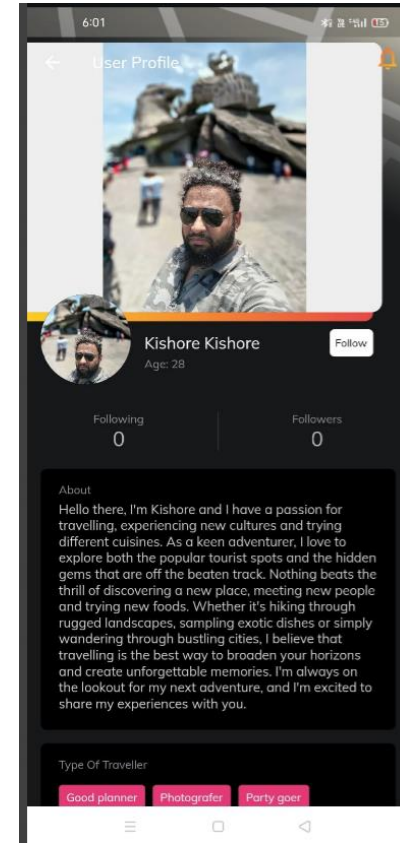 6:01
User Profile
Kishore Kishore
Follow
Age: 28
Following
Followers
0
0
About
Hello there, I'm Kishore and I have a passion for
travelling, experiencing new cultures and trying
different cuisines. As a keen adventurer, I love to
explore both the popular tourist spots and the hidden
gems that are off the beaten track. Nothing beats the
thrill of discovering a new place, meeting new people
and trying new foods. Whether it's hiking through
rugged landscapes, sampling exotic dishes or simply
wandering through bustling cities, I believe that
travelling is the best way to broaden your horizons
and create unforgettable memories. I'm always on
the lookout for my next adventure, and I'm excited to
share my experiences with you.
Type Of Traveller
Good planner
Photografer
Party goer